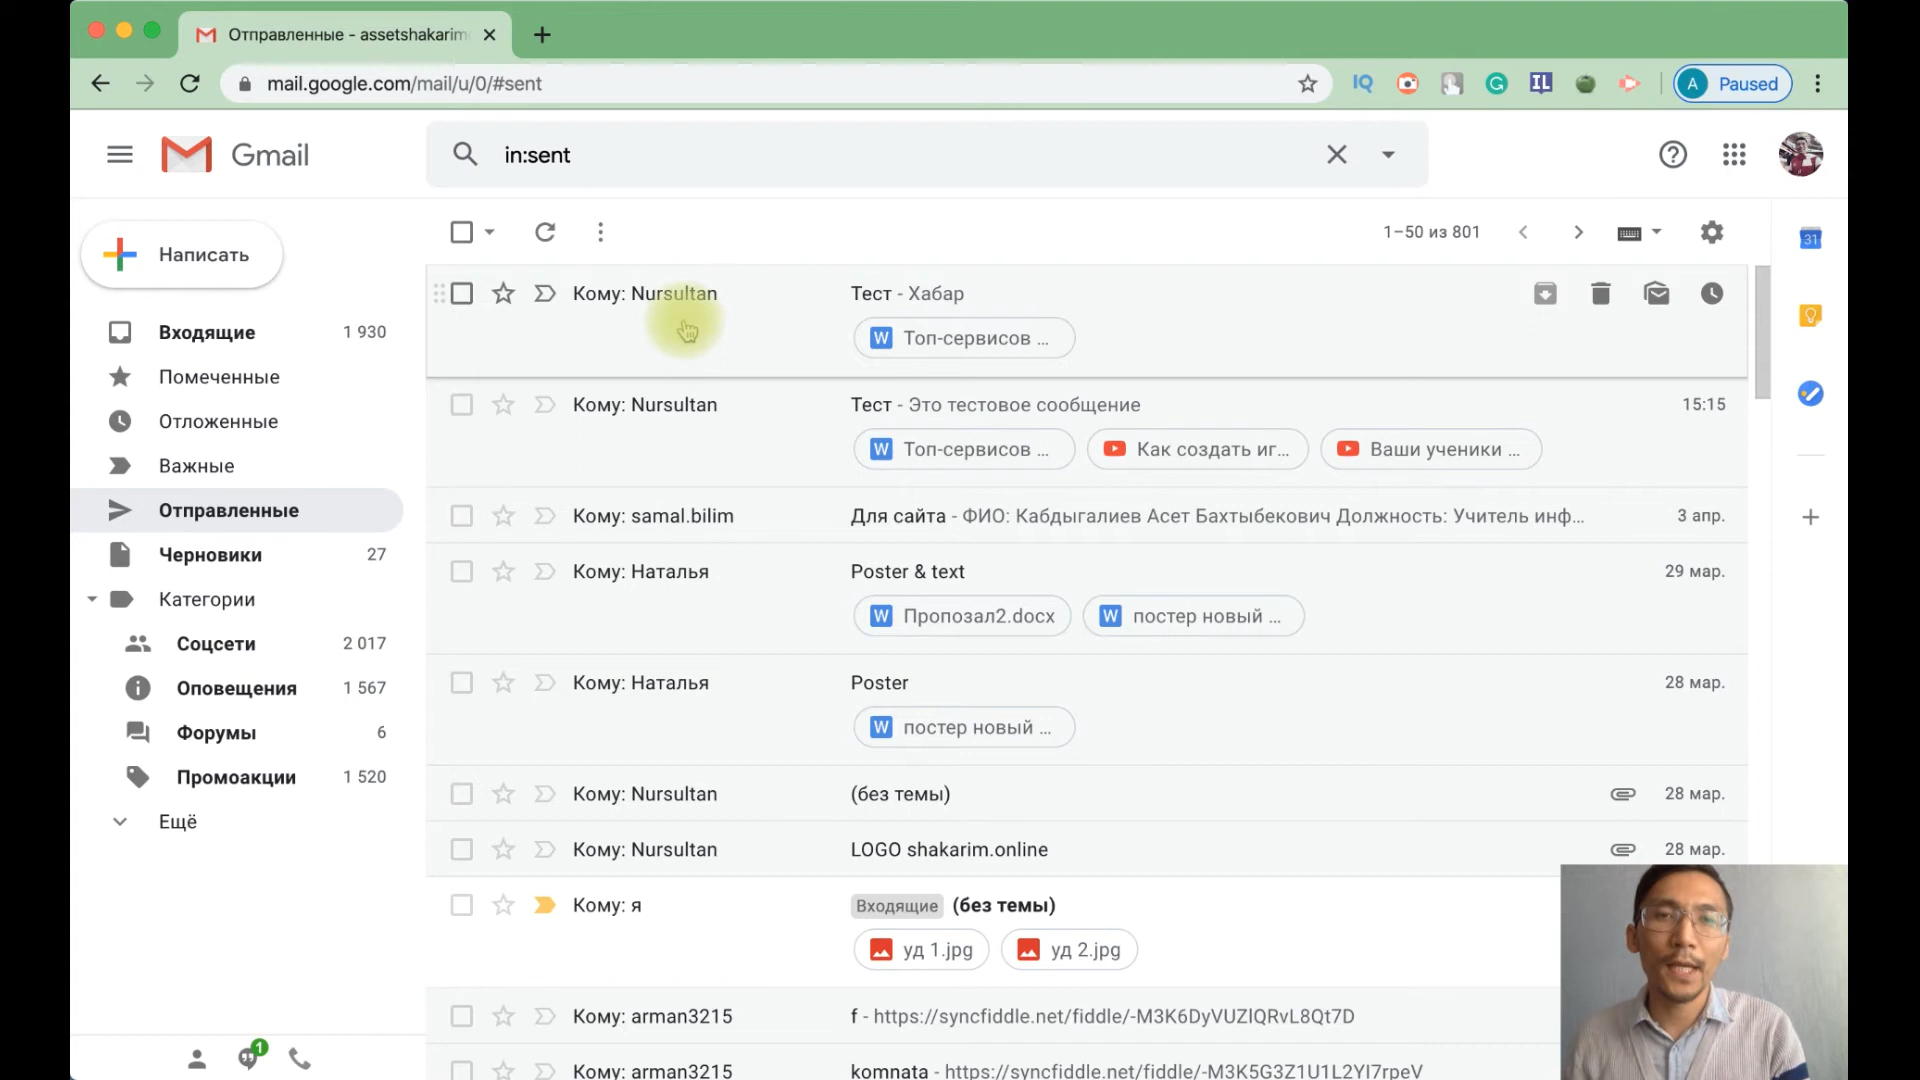 Отправленные - assetshakarim
mail.google.com/mail/u/0/#sent
IQ
IL
A Paused
Gmail
in:sent
Написать
1–50 из 801
31
Входящие 1 930
Помеченные
Отложенные
Важные
Отправленные
Черновики 27
Категории
Соцсети 2 017
Оповещения 1 567
Форумы 6
Промоакции 1 520
Ещё
1
Кому: Nursultan Тест - Хабар
W Топ-сервисов ...
Кому: Nursultan Тест - Это тестовое сообщение 15:15
W Топ-сервисов ... Как создать иг... Ваши ученики ...
Кому: samal.bilim Для сайта - ФИО: Кабдыгалиев Асет Бахтыбекович Должность: Учитель инф... 3 апр.
Кому: Наталья Poster & text 29 мар.
W Пропозал2.docx W постер новый ...
Кому: Наталья Poster 28 мар.
W постер новый ...
Кому: Nursultan (без темы) 28 мар.
Кому: Nursultan LOGO shakarim.online 28 мар.
Кому: я Входящие (без темы)
уд 1.jpg уд 2.jpg
Кому: arman3215 f - https://syncfiddle.net/fiddle/-M3K6DyVUZlQRvL8Qt7D
Кому: arman3215 komnata - https://syncfiddle.net/fiddle/-M3K5G3Z1U1L2YI7rpeV